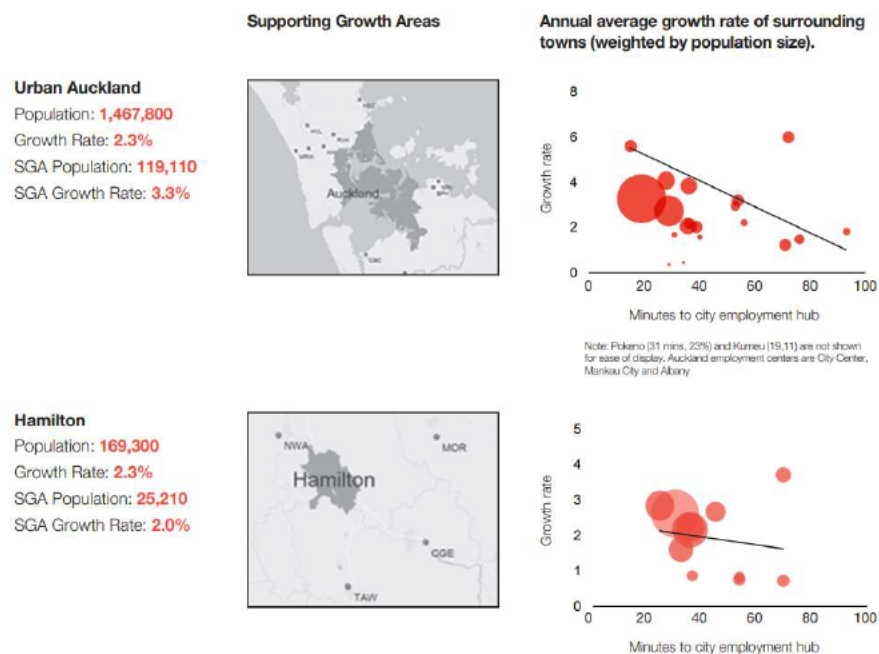 Supporting Growth Areas
Annual average growth rate of surrounding
towns (weighted by population size).
Urban Auckland
Population: 1,467,800
Growth Rate: 2.3%
SGA Population: 119,110
SGA Growth Rate: 3.3%
Auckland
Growth rate
8
6
4
2
0
0 20 40 60 80 100
Minutes to city employment hub
Note: Pokeno (31 mins, 23%) and Kumeu (19,11) are not shown
for ease of display. Auckland employment centers are City Center,
Mankau City and Albany
Hamilton
Population: 169,300
Growth Rate: 2.3%
SGA Population: 25,210
SGA Growth Rate: 2.0%
NWA
MOR
Hamilton
CGE
TAW
Growth rate
5
4
3
2
1
0
0 20 40 60 80 100
Minutes to city employment hub